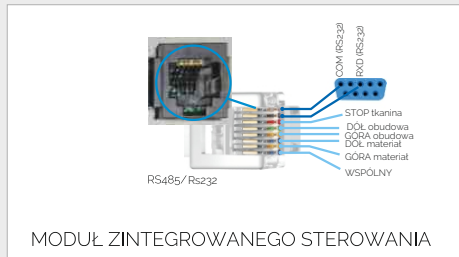 COM (RS232)
RXD (RS232)
STOP tkanina
DÓŁ obudowa
GÓRA obudowa
DÓŁ materiał
GÓRA materiał
WSPÓLNY
RS485/Rs232
MODUŁ ZINTEGROWANEGO STEROWANIA